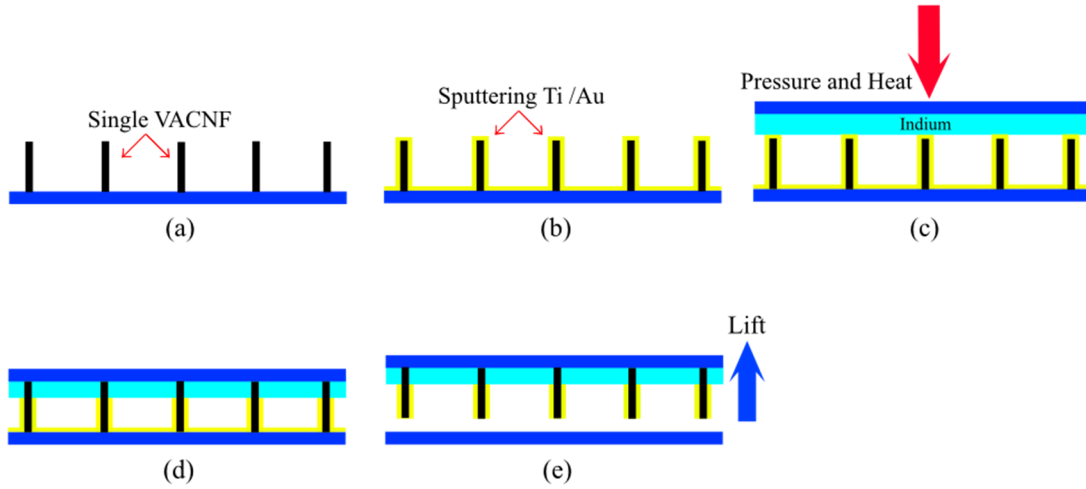 Single VACNF
(a)
Sputtering Ti /Au
(b)
Pressure and Heat
Indium
(c)
(d)
Lift
(e)